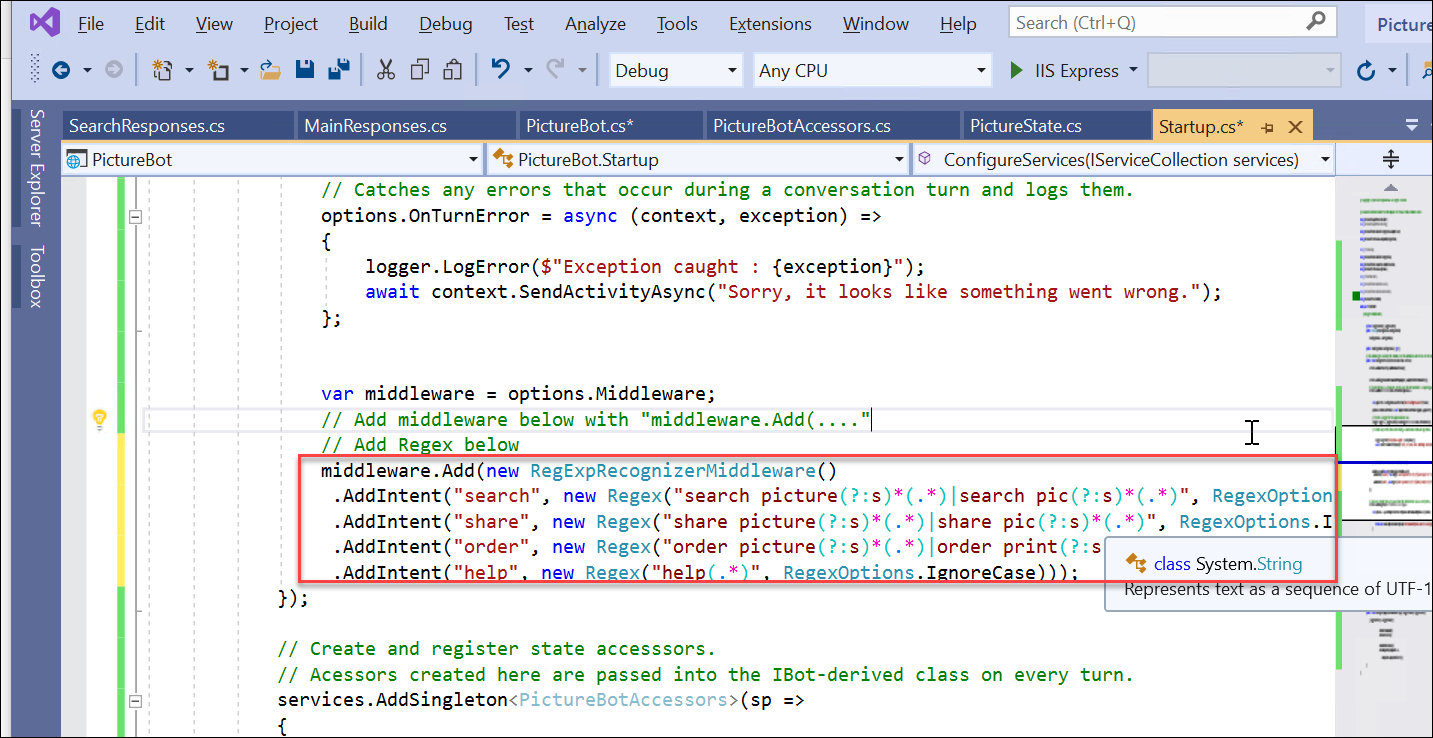 File Edit View Project Build Debug Test Analyze Tools Extensions Window Help Search (Ctrl+Q) Picture
Debug Any CPU IIS Express
Server Explorer
Toolbox
SearchResponses.cs MainResponses.cs PictureBot.cs* PictureBotAccessors.cs PictureState.cs Startup.cs*
PictureBot PictureBot.Startup ConfigureServices(IServiceCollection services)
// Catches any errors that occur during a conversation turn and logs them.
options.OnTurnError = async (context, exception) =>
{
logger.LogError($"Exception caught : {exception}");
await context.SendActivityAsync("Sorry, it looks like something went wrong.");
};
var middleware = options.Middleware;
// Add middleware below with "middleware.Add(...."
// Add Regex below
middleware.Add(new RegExpRecognizerMiddleware()
.AddIntent("search", new Regex("search picture(?:s)*(.*)|search pic(?:s)*(.*)", RegexOption
.AddIntent("share", new Regex("share picture(?:s)*(.*)|share pic(?:s)*(.*)", RegexOptions.I
.AddIntent("order", new Regex("order picture(?:s)*(.*)|order print(?:s
.AddIntent("help", new Regex("help(.*)", RegexOptions.IgnoreCase)));
class System.String
Represents text as a sequence of UTF-1
});
// Create and register state accesssors.
// Acessors created here are passed into the IBot-derived class on every turn.
services.AddSingleton<PictureBotAccessors>(sp =>
{